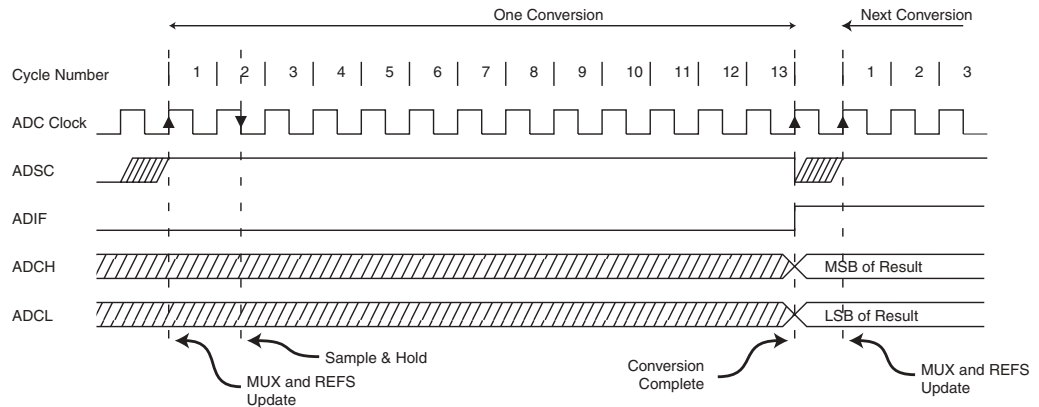 One Conversion Next Conversion
Cycle Number 1 2 3 4 5 6 7 8 9 10 11 12 13 1 2 3
ADC Clock
ADSC
ADIF
ADCH MSB of Result
ADCL LSB of Result
Sample & Hold
MUX and REFS
Update
Conversion
Complete
MUX and REFS
Update